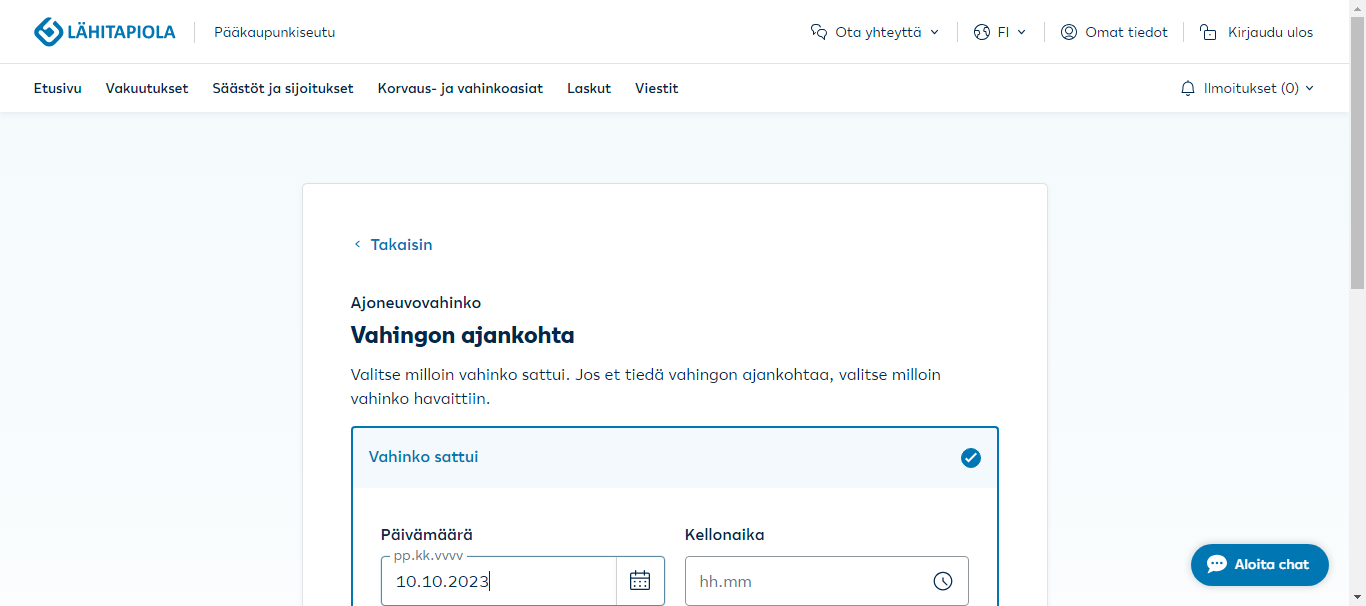 LÄHITAPIOLA
Pääkaupunkiseutu
Ota yhteyttä
FI
Omat tiedot
Kirjaudu ulos
Etusivu
Vakuutukset
Säästöt ja sijoitukset
Korvaus- ja vahinkoasiat
Laskut
Viestit
Ilmoitukset (0)
Takaisin
Ajoneuvovahinko
Vahingon ajankohta
Valitse milloin vahinko sattui. Jos et tiedä vahingon ajankohtaa, valitse milloin
vahinko havaittiin.
Vahinko sattui
Päivämäärä
pp.kk.vvvv
10.10.2023
Kellonaika
hh.mm
Aloita chat